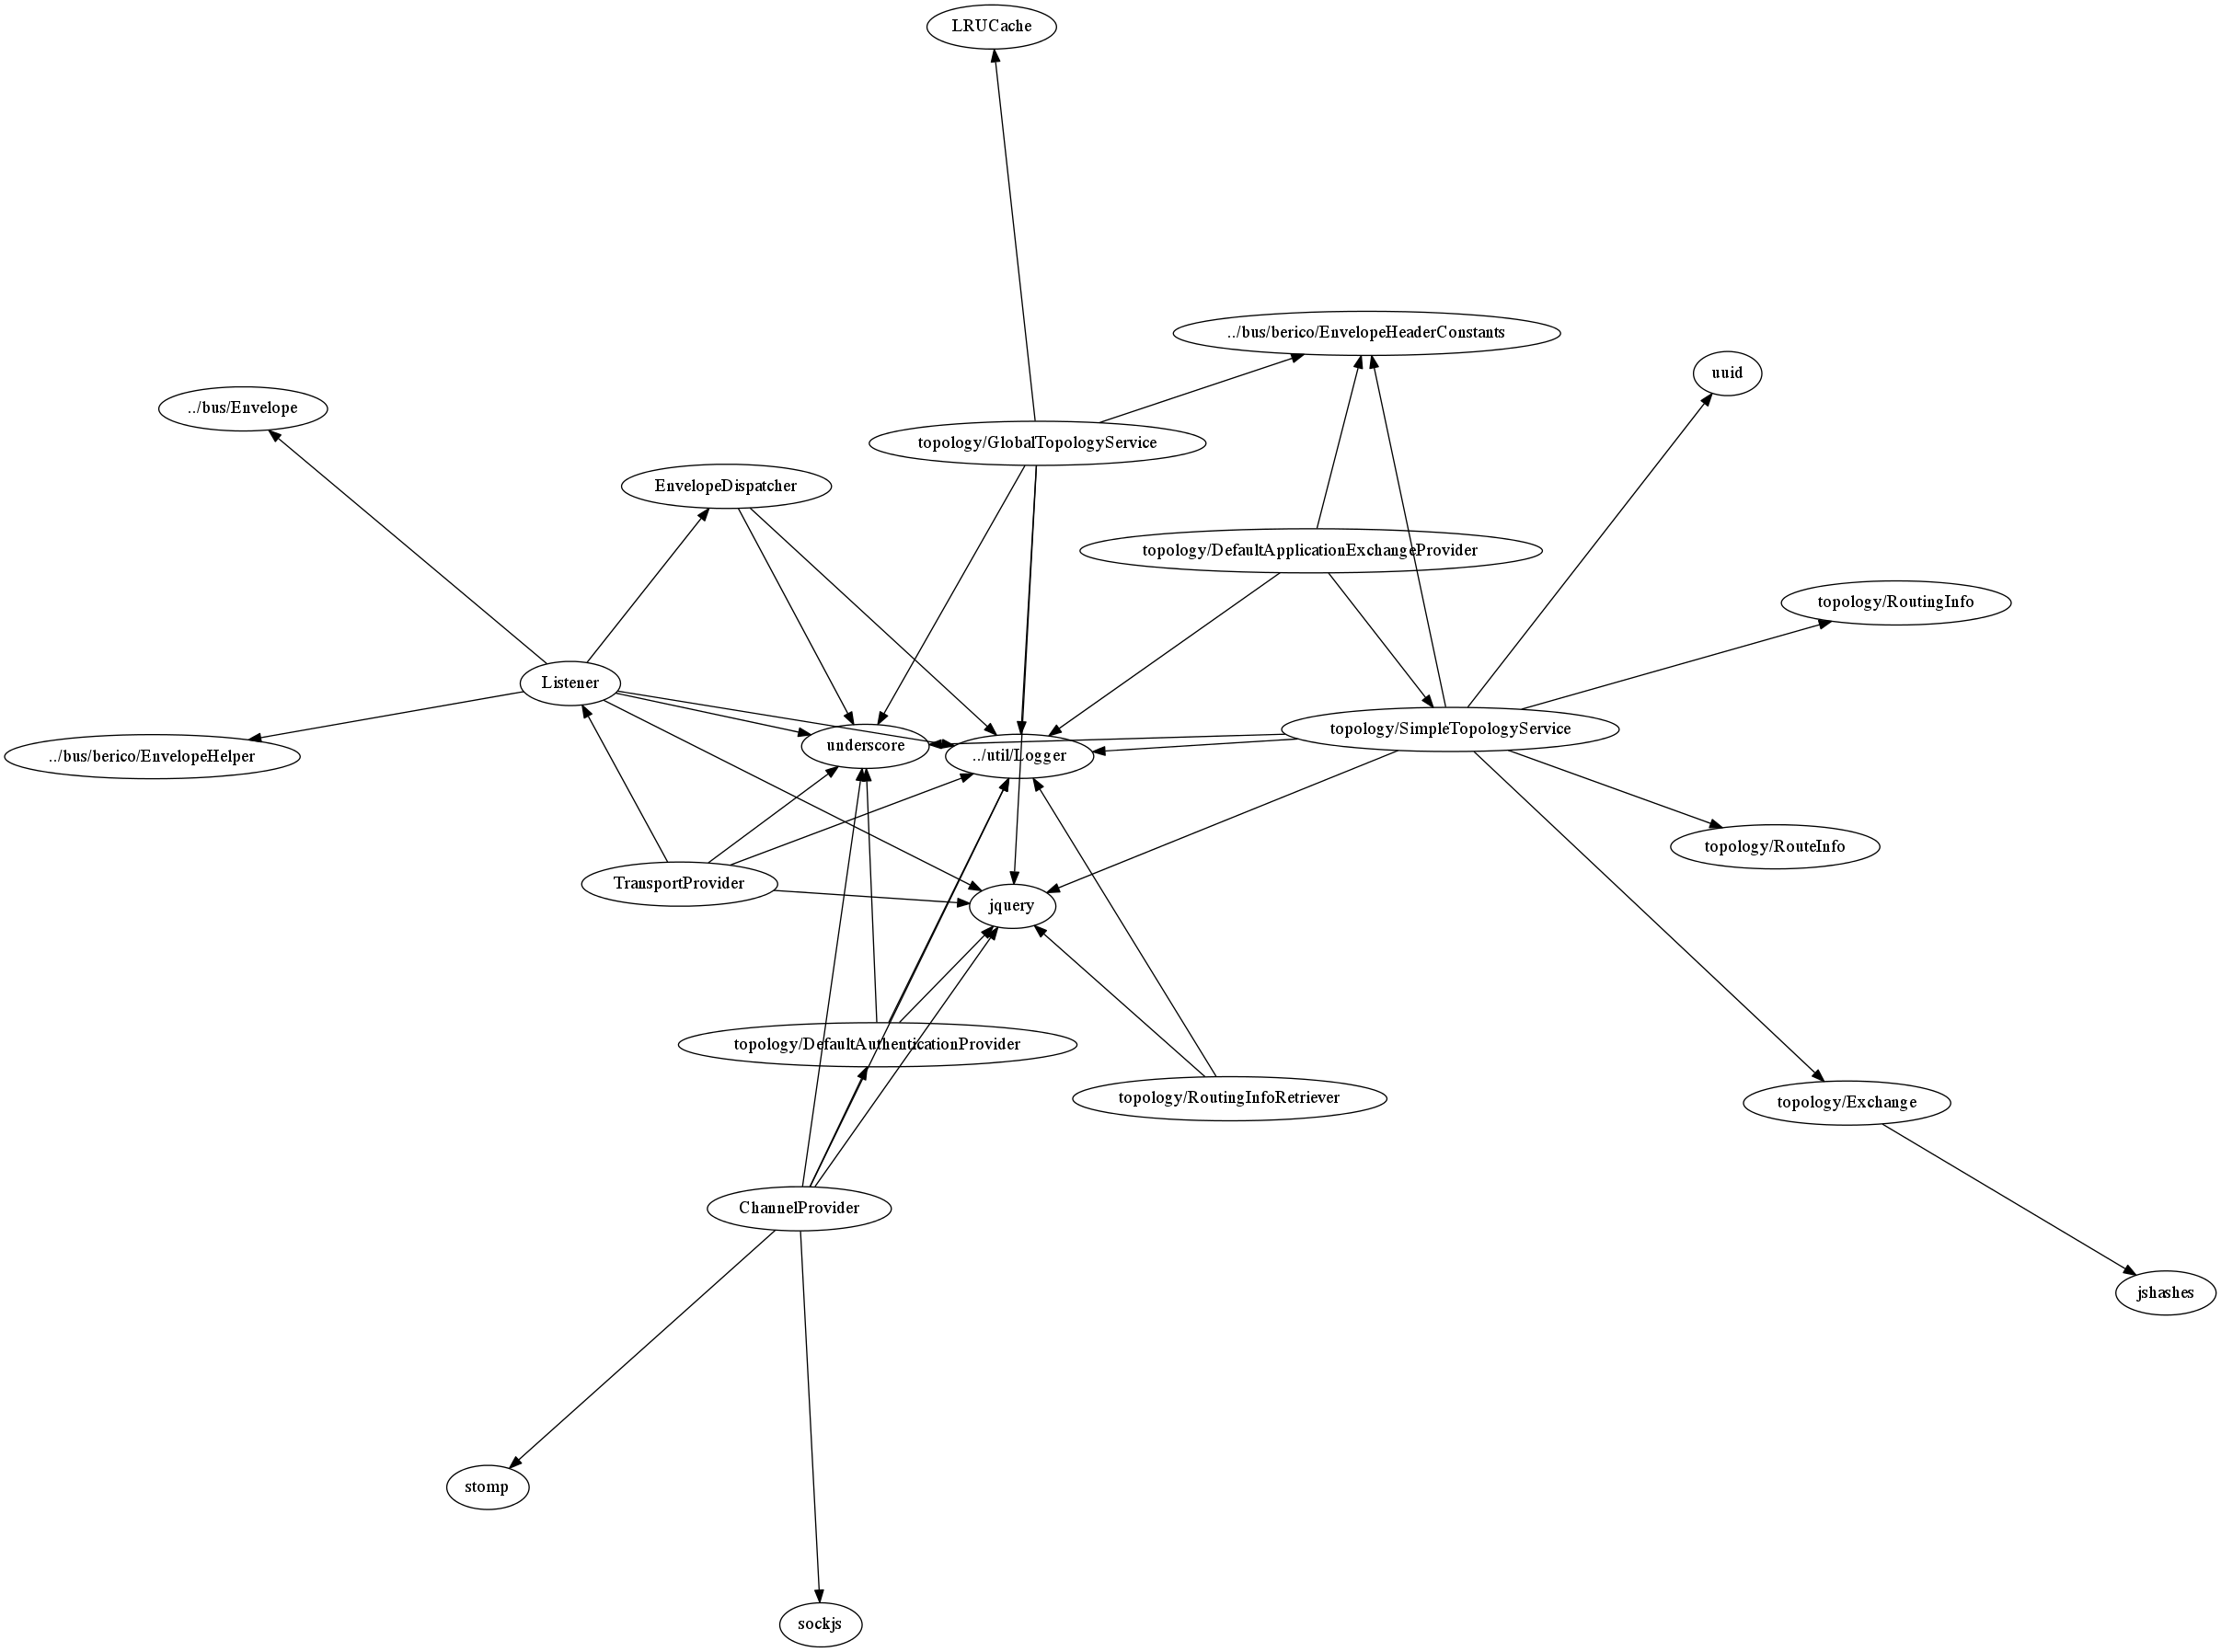 LRUCache
../bus/berico/EnvelopeHeaderConstants
uuid
../bus/Envelope
topology/GlobalTopologyService
EnvelopeDispatcher
topology/DefaultApplicationExchangeProvider
topology/RoutingInfo
Listener
topology/SimpleTopologyService
underscore
../util/Logger
../bus/berico/EnvelopeHelper
topology/RouteInfo
TransportProvider
jquery
topology/DefaultAuthenticationProvider
topology/RoutingInfoRetriever
topology/Exchange
ChannelProvider
jshashes
stomp
sockjs